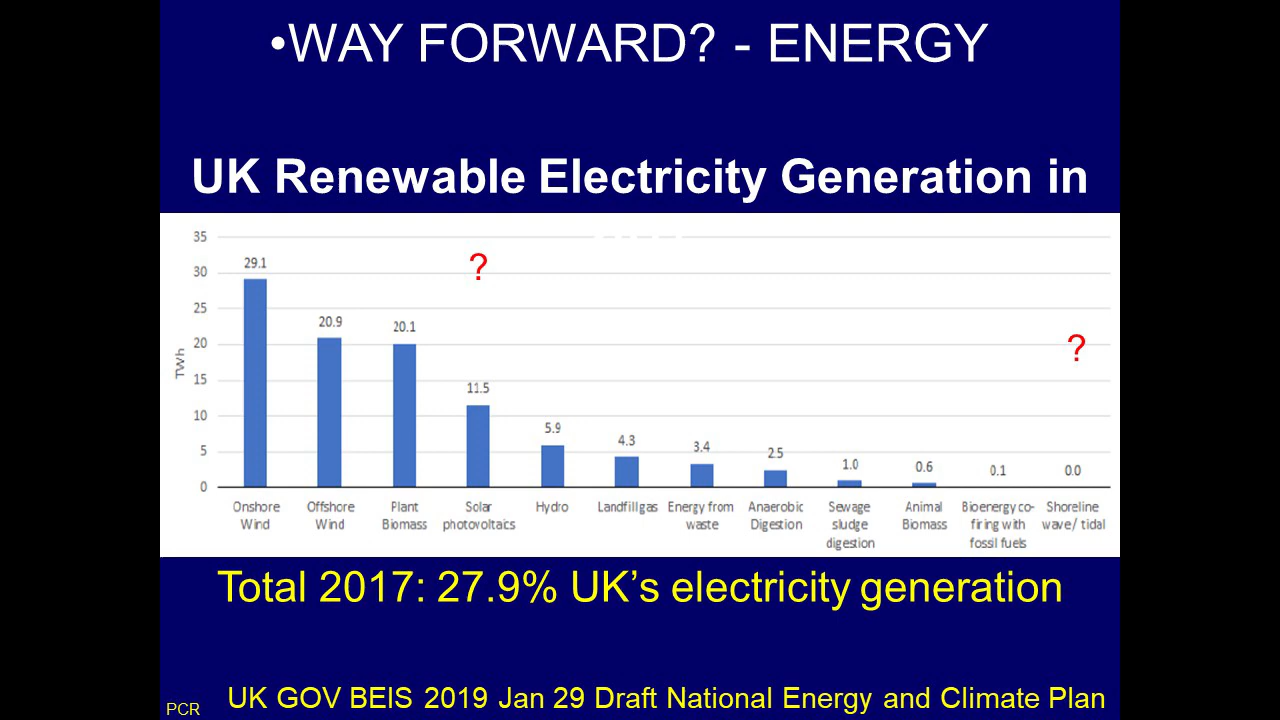 •WAY FORWARD? - ENERGY
UK Renewable Electricity Generation in
35
30
25
20
15
10
5
0
TWh
?
?
29.1
20.9
20.1
11.5
5.9
4.3
3.4
2.5
1.0
0.6
0.1
0.0
Onshore
Wind
Offshore
Wind
Plant
Biomass
Solar
photovoltaics
Hydro
Landfill gas
Energy from
waste
Anaerobic
Digestion
Sewage
sludge
digestion
Animal
Biomass
Bioenergy co-
firing with
fossil fuels
Shoreline
wave/ tidal
Total 2017: 27.9% UK’s electricity generation
PCR
UK GOV BEIS 2019 Jan 29 Draft National Energy and Climate Plan